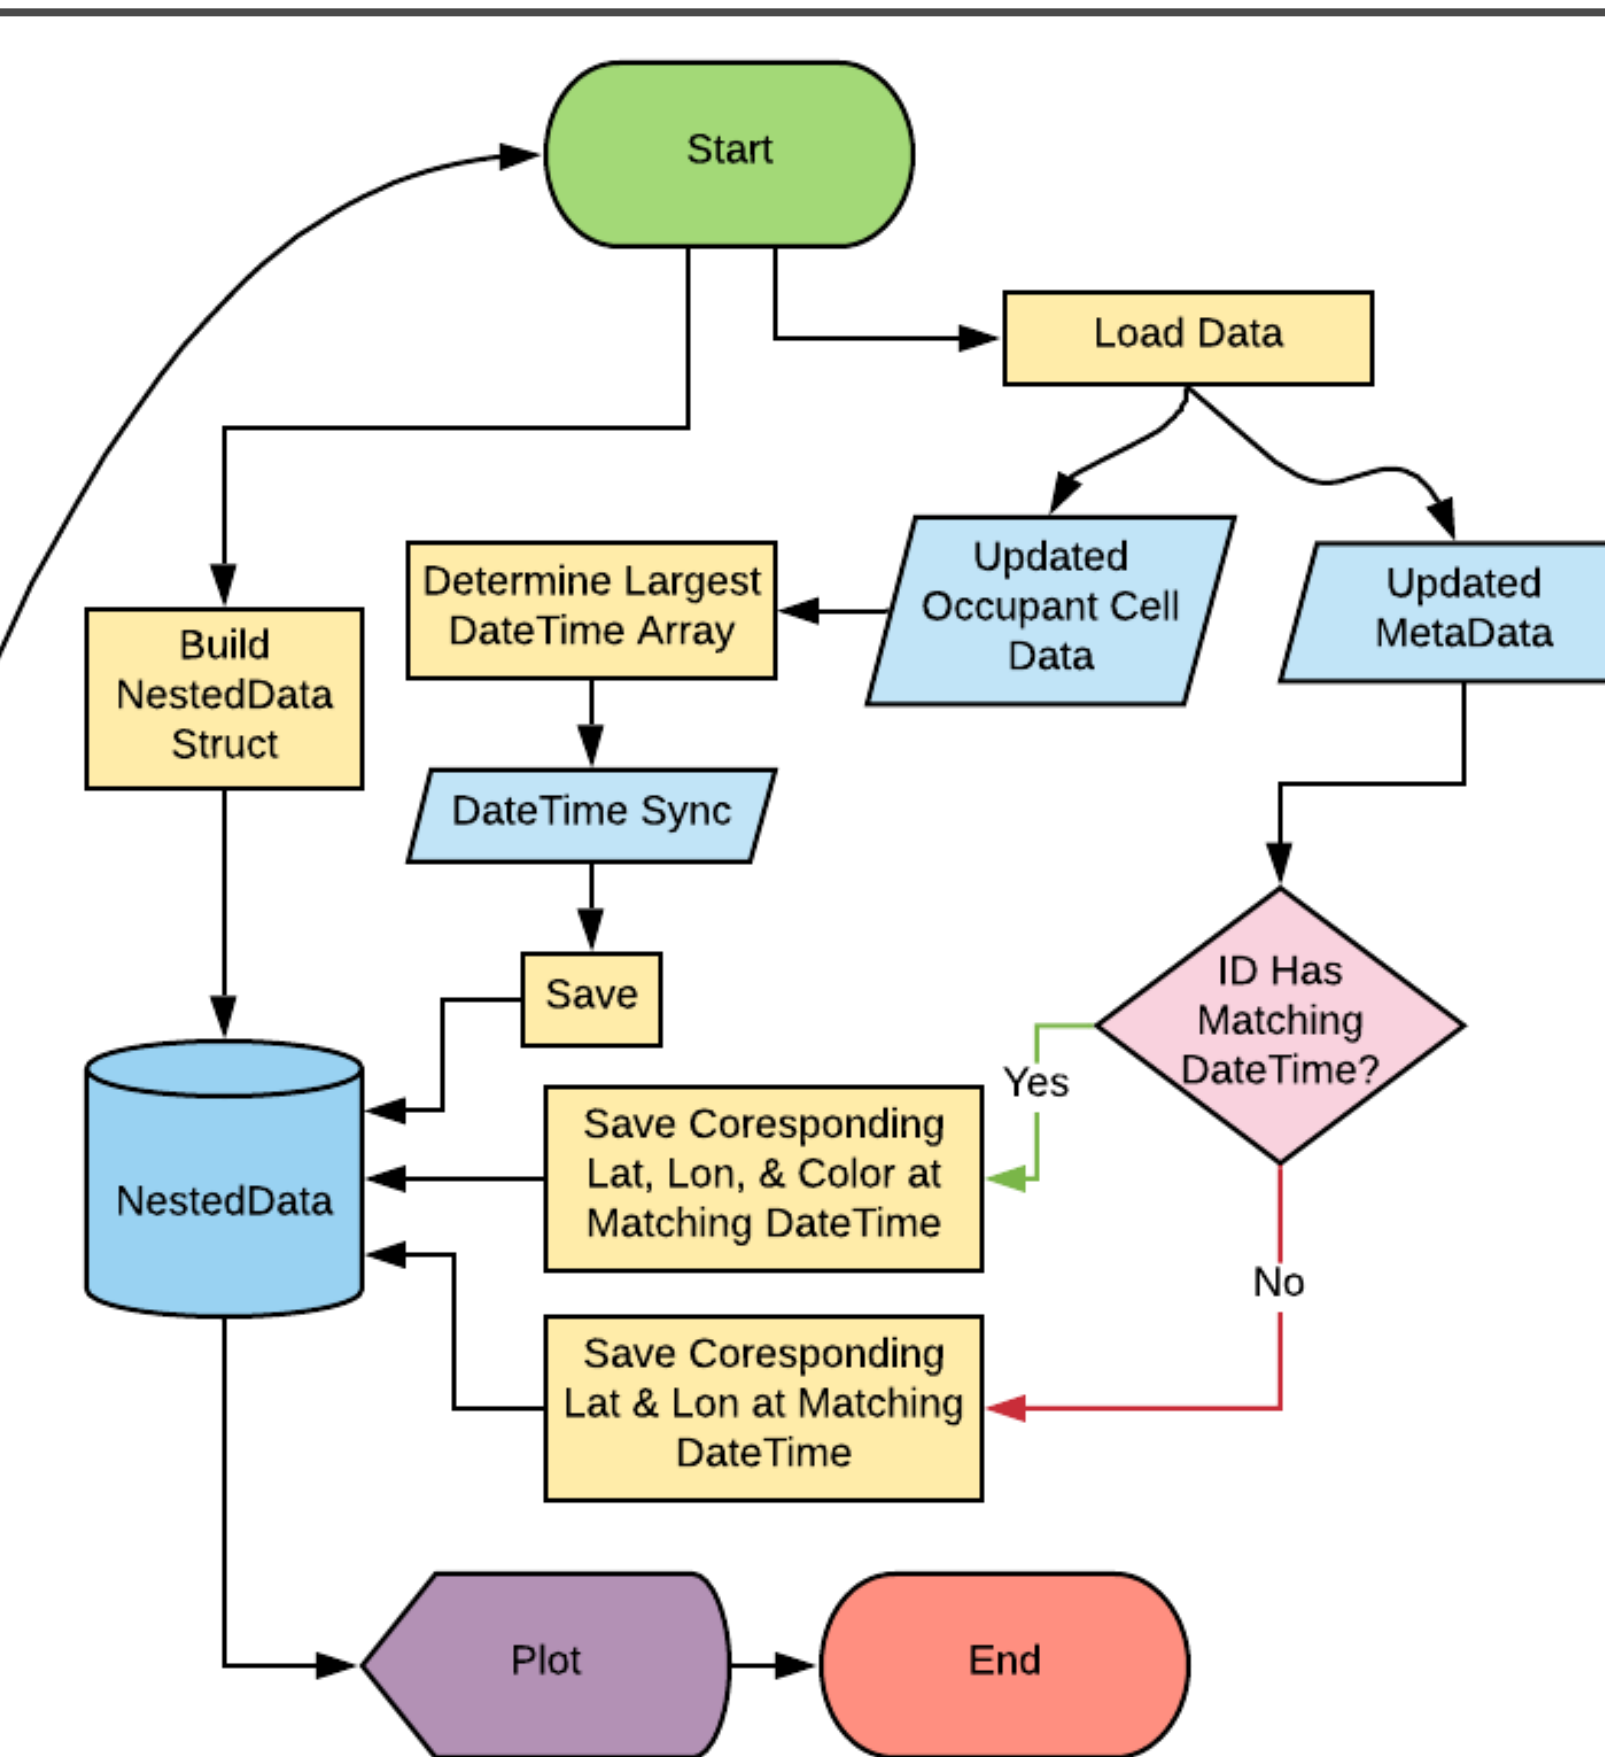 Start
Load Data
Updated
Occupant Cell
Data
Updated
MetaData
Determine Largest
DateTime Array
Build
NestedData
Struct
DateTime Sync
Save
ID Has
Matching
DateTime?
Yes
No
Save Coresponding
Lat, Lon, & Color at
Matching DateTime
NestedData
Save Coresponding
Lat & Lon at Matching
DateTime
Plot
End